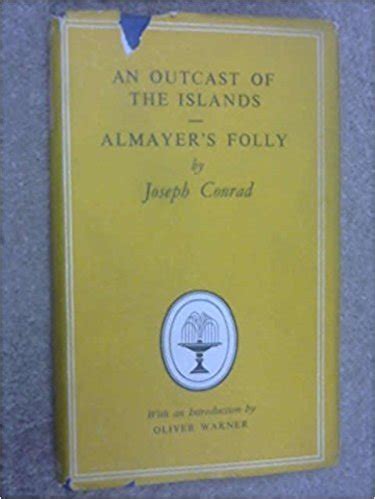 AN OUTCAST OF
THE ISLANDS
—
ALMAYER'S FOLLY
by
Joseph Conrad
With an Introduction by
OLIVER WARNER